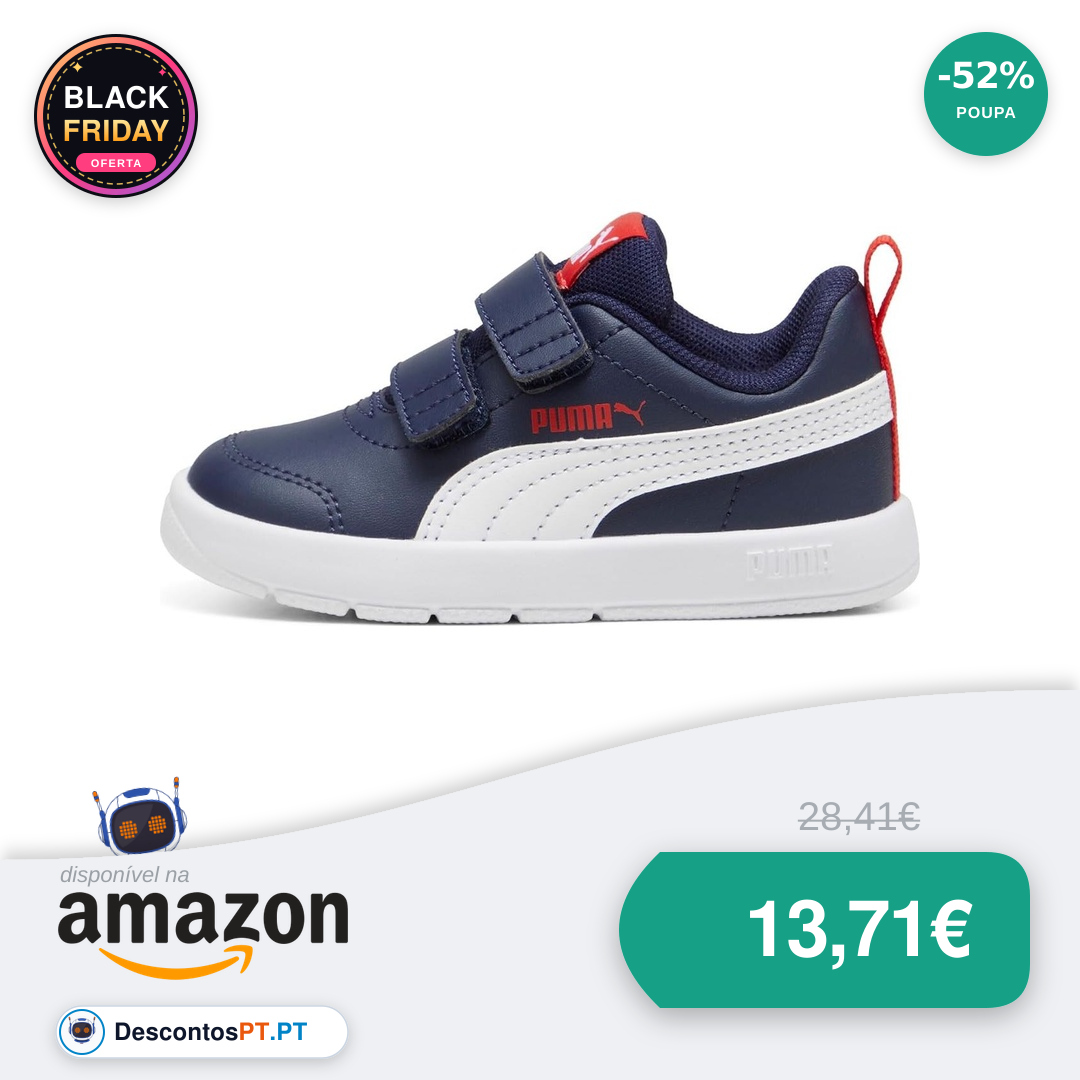 BLACK
FRIDAY
OFERTA
-52%
POUPA
PUMA
PUMA
28,41€
disponível na
amazon
13,71€
DescontosPT.PT